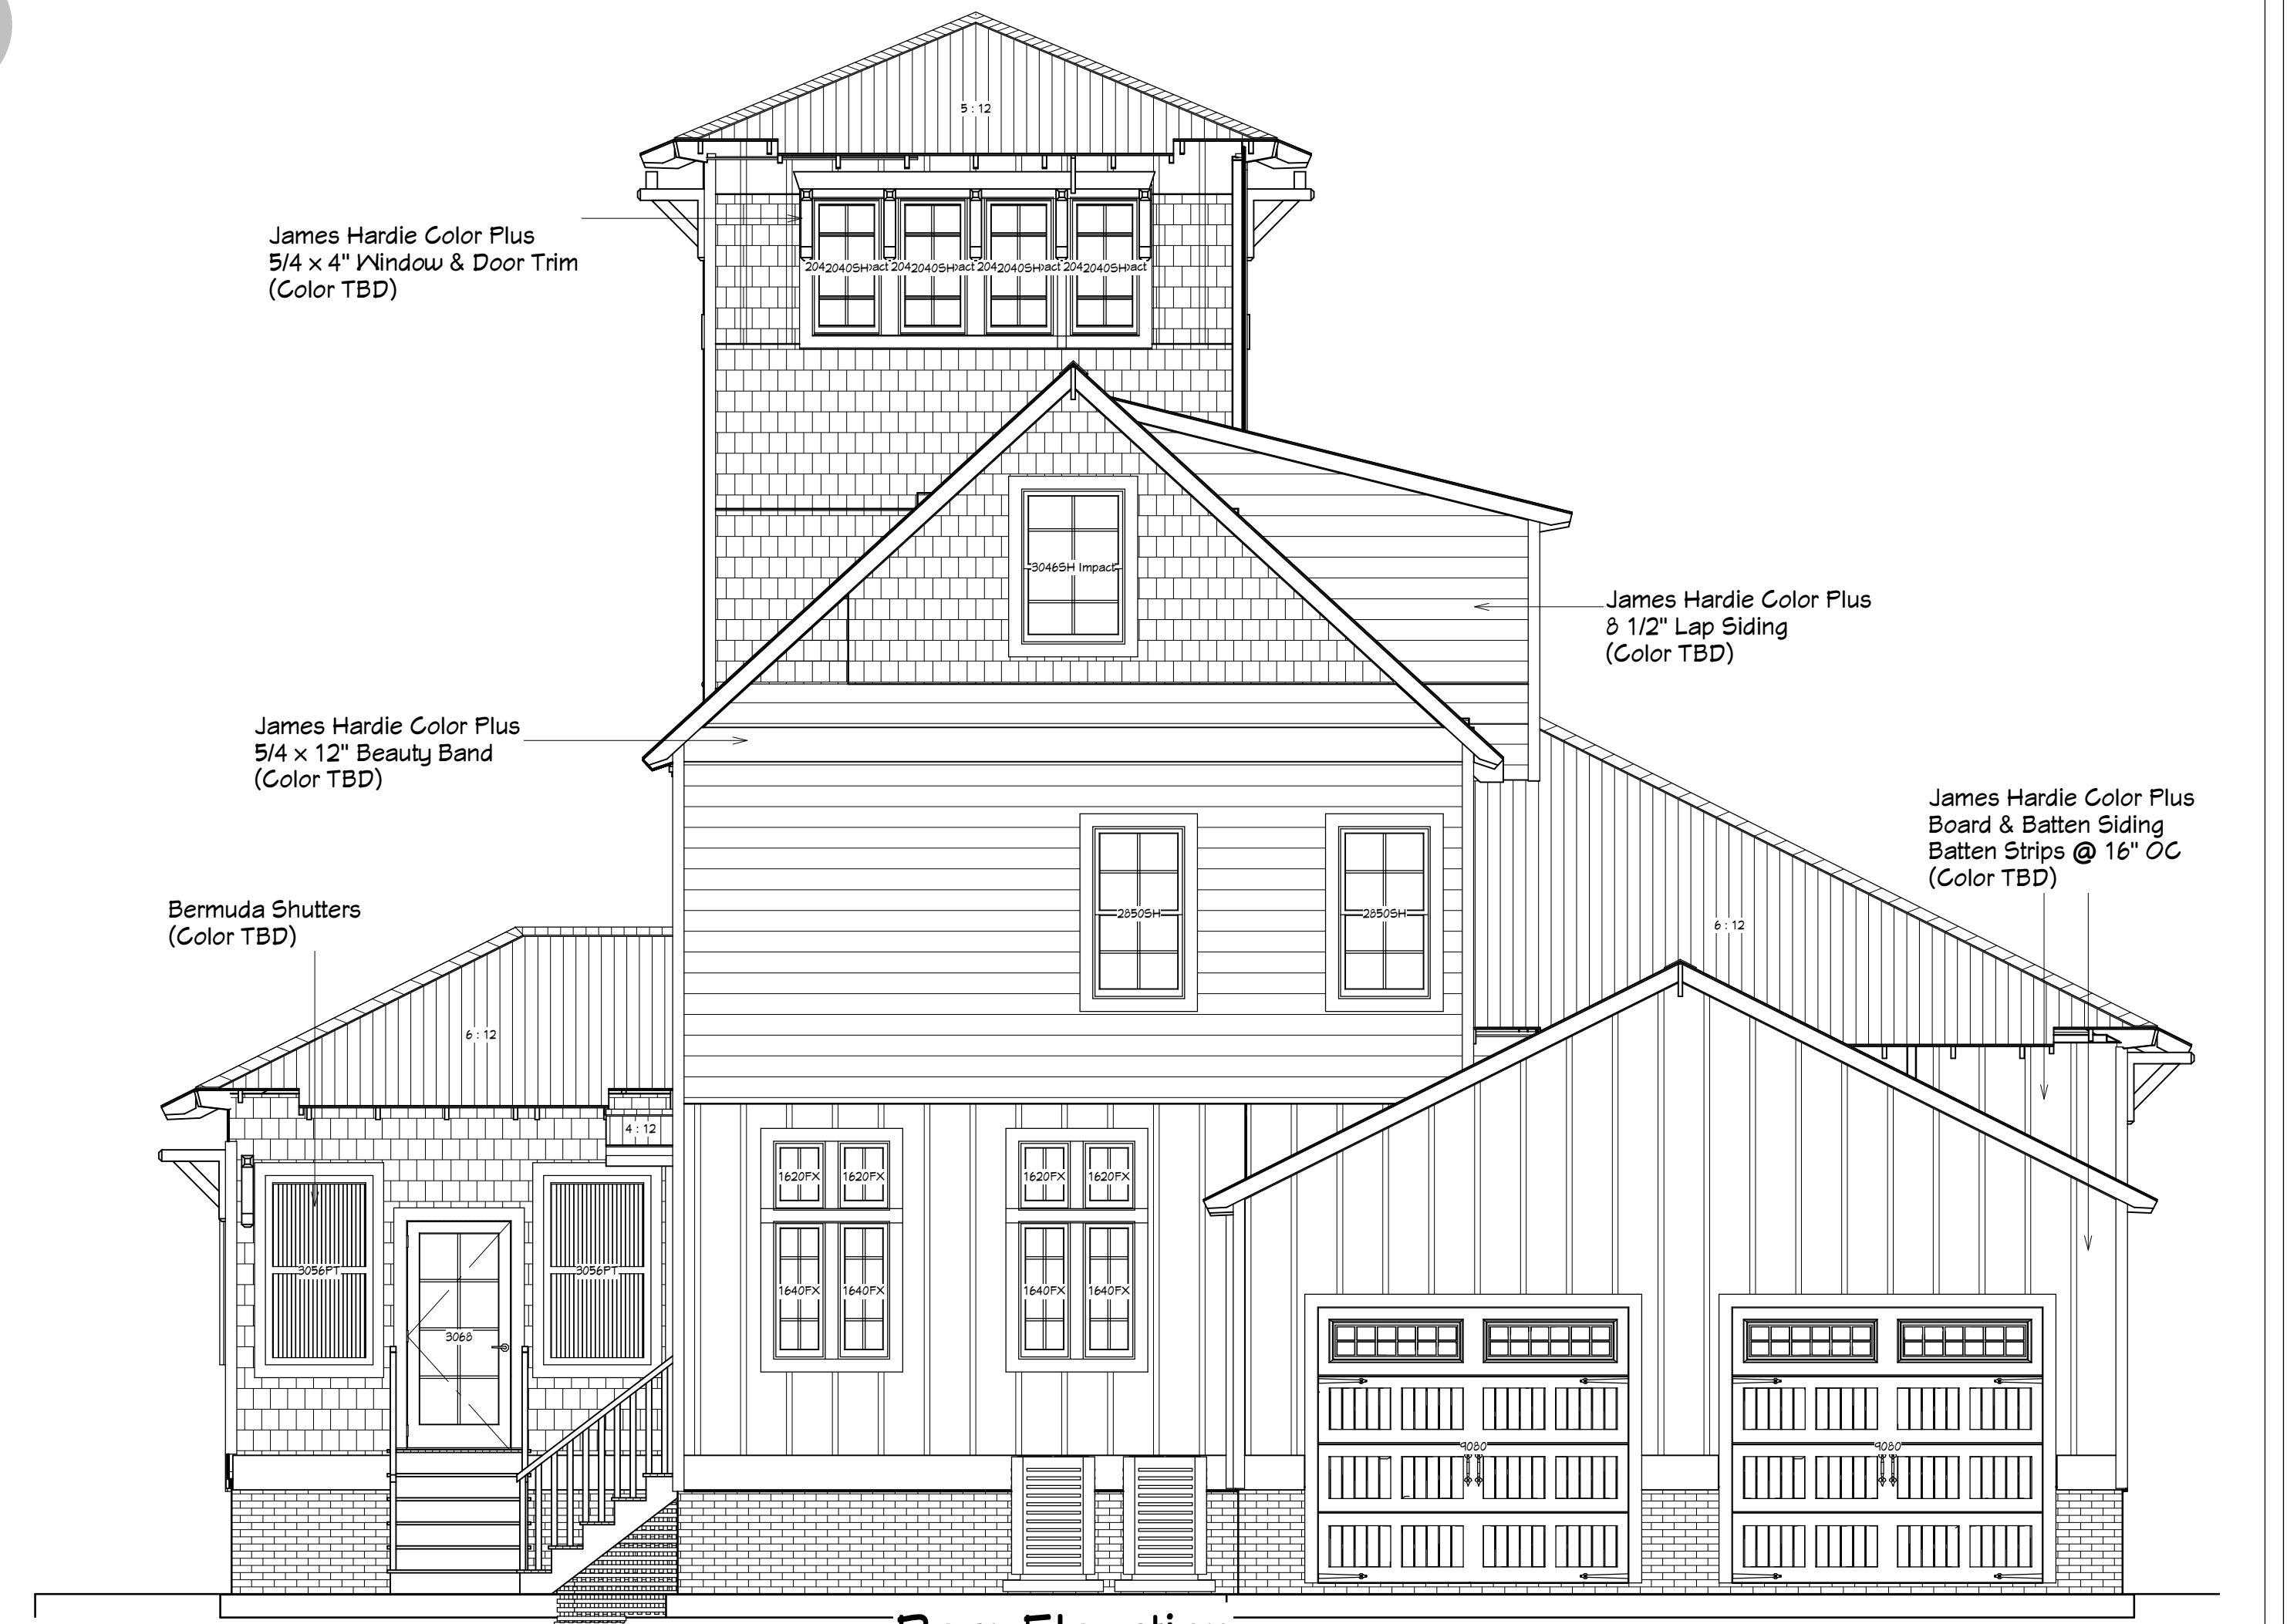 5 : 12
James Hardie Color Plus
5/4 x 4" Window & Door Trim
(Color TBD)
2040SH 2040SH 2040SH 2040SH
3046SH Impact
James Hardie Color Plus
8 1/2" Lap Siding
(Color TBD)
James Hardie Color Plus
5/4 x 12" Beauty Band
(Color TBD)
James Hardie Color Plus
Board & Batten Siding
Batten Strips @ 16" OC
(Color TBD)
Bermuda Shutters
(Color TBD)
2850SH 2850SH
6 : 12
6 : 12
4 : 12
1620FX 1620FX 1620FX 1620FX
3056PT 3056PT
1640FX 1640FX 1640FX 1640FX
3068
9080 9080